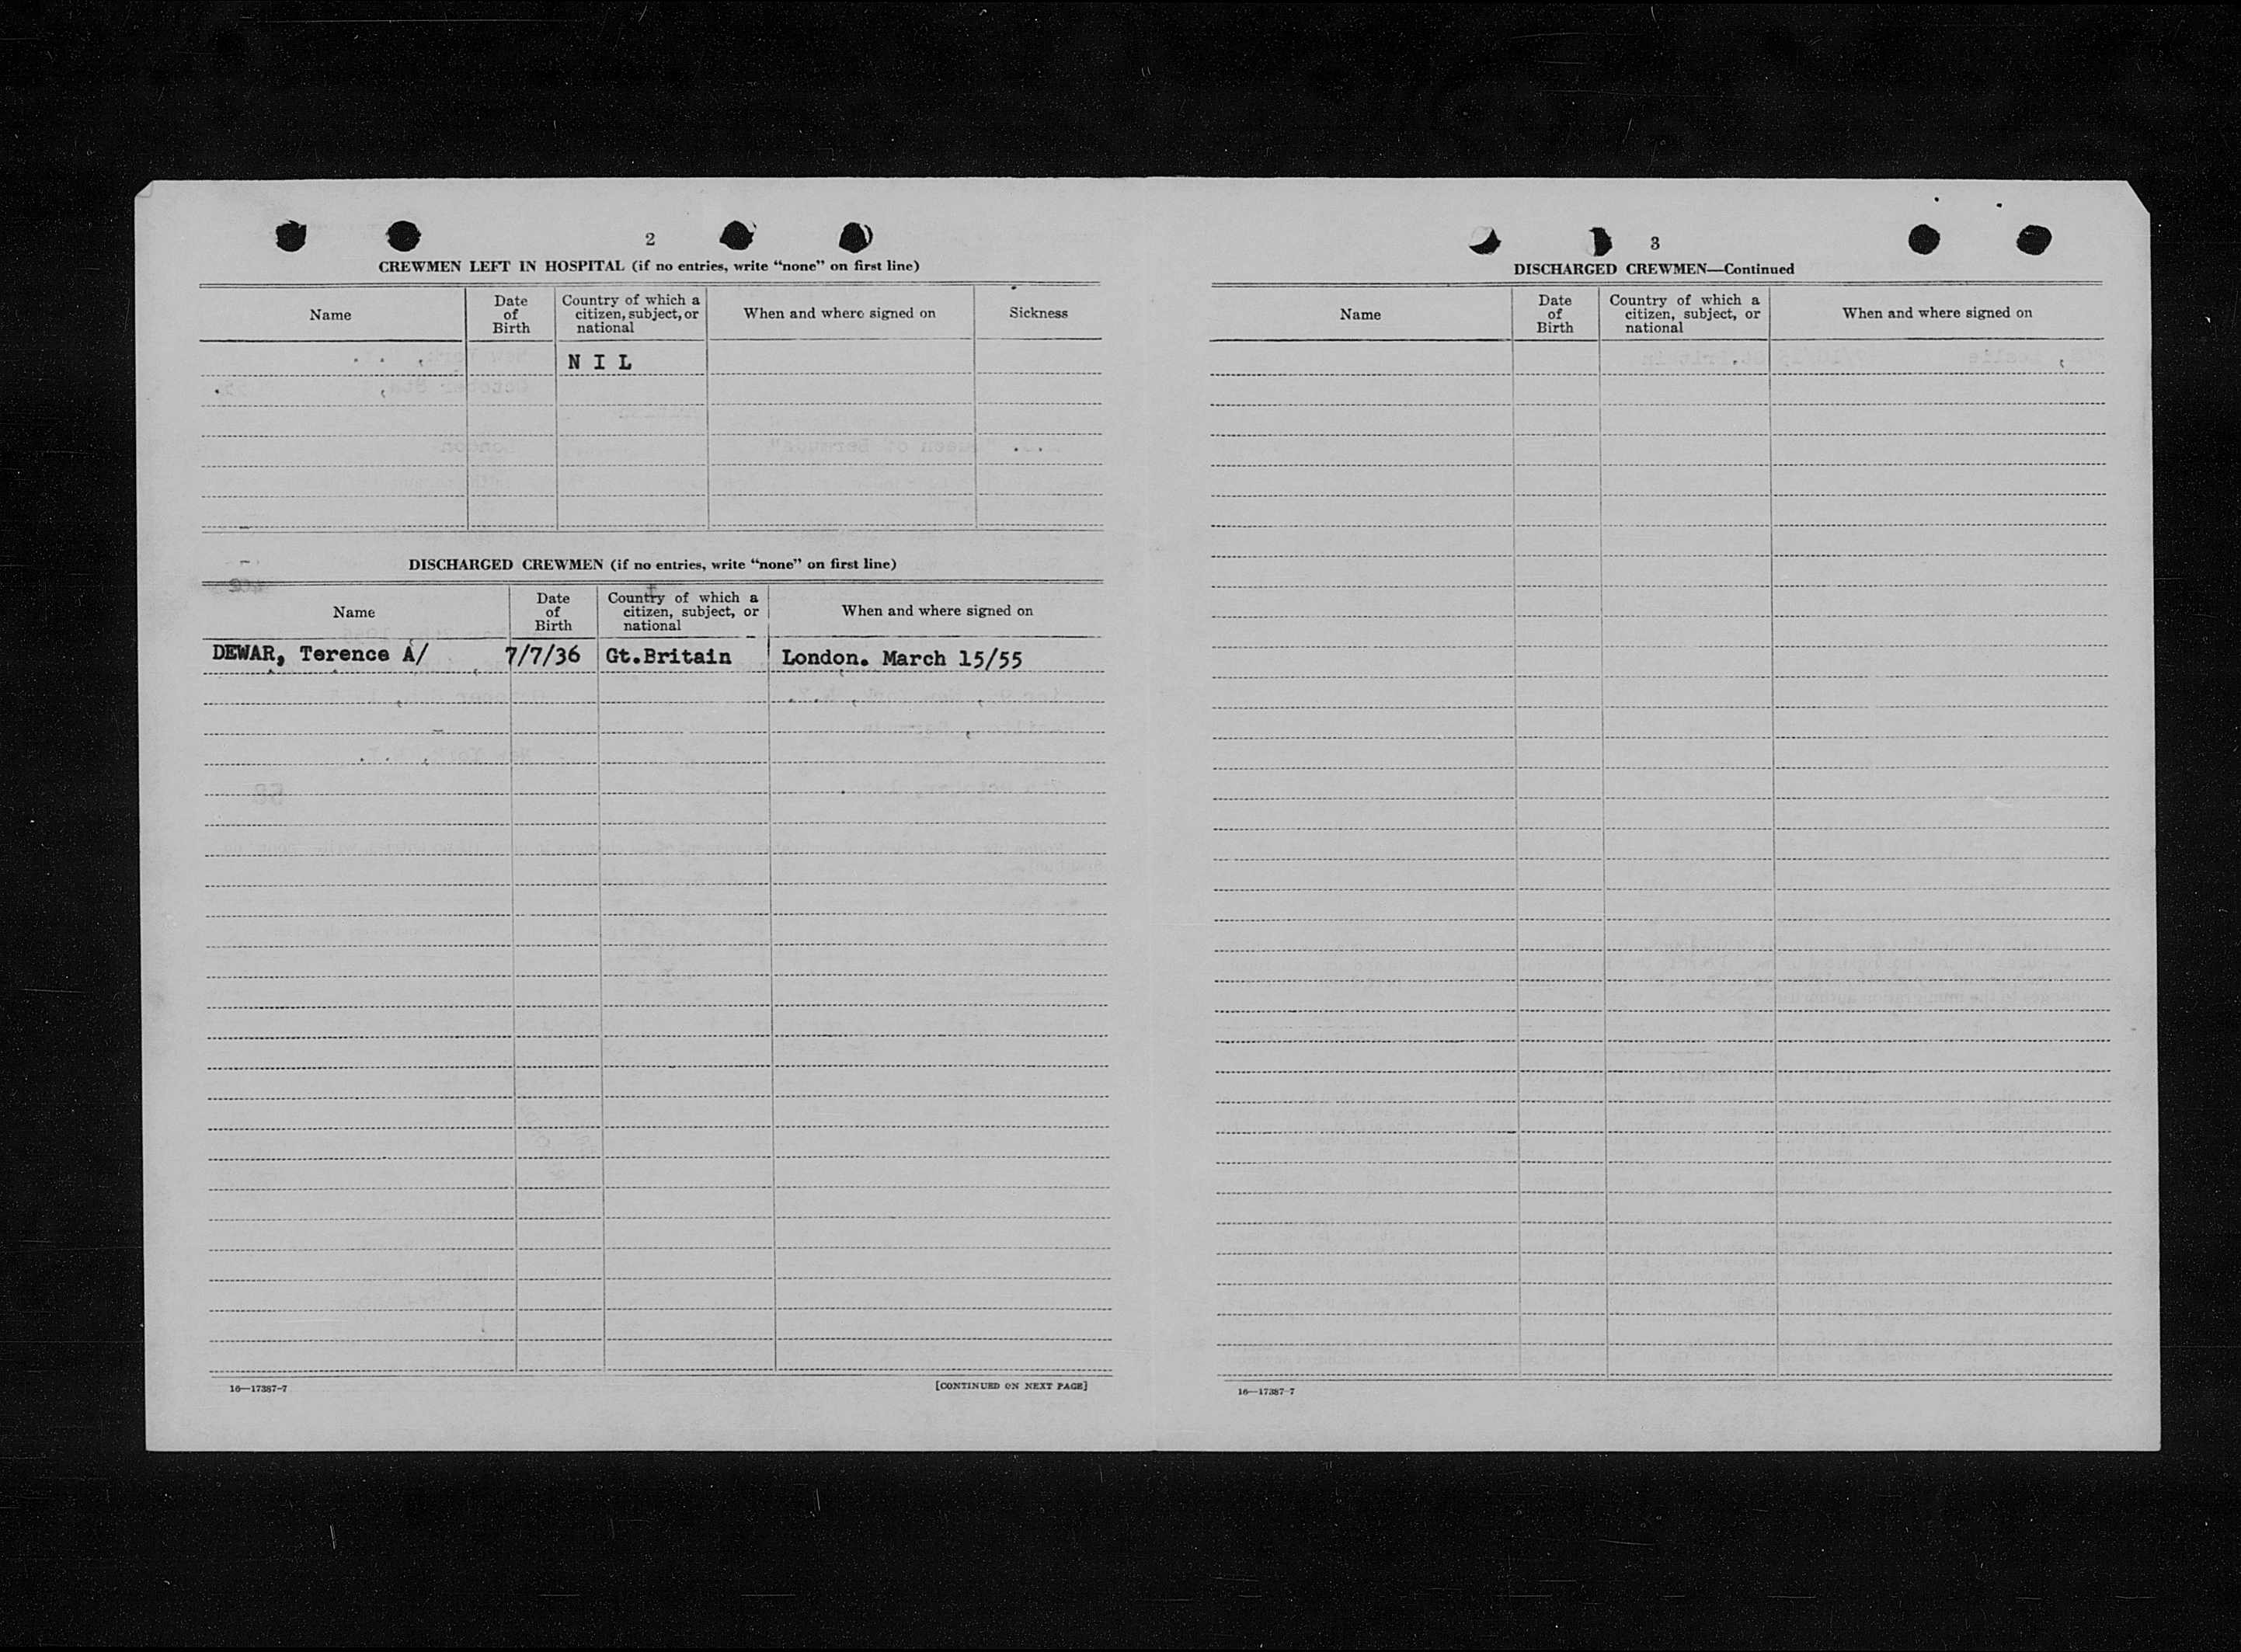 2
CREWMEN LEFT IN HOSPITAL (if no entries, write “none” on first line)
Name
Date of Birth
Country of which a citizen, subject, or national
When and where signed on
Sickness
N I L
DISCHARGED CREWMEN (if no entries, write “none” on first line)
Name
Date of Birth
Country of which a citizen, subject, or national
When and where signed on
DEWAR, Terence A/ 7/7/36 Gt.Britain London. March 15/55
16—17387-7
[CONTINUED ON NEXT PAGE]
3
DISCHARGED CREWMEN—Continued
Name
Date of Birth
Country of which a citizen, subject, or national
When and where signed on
16—17387-7